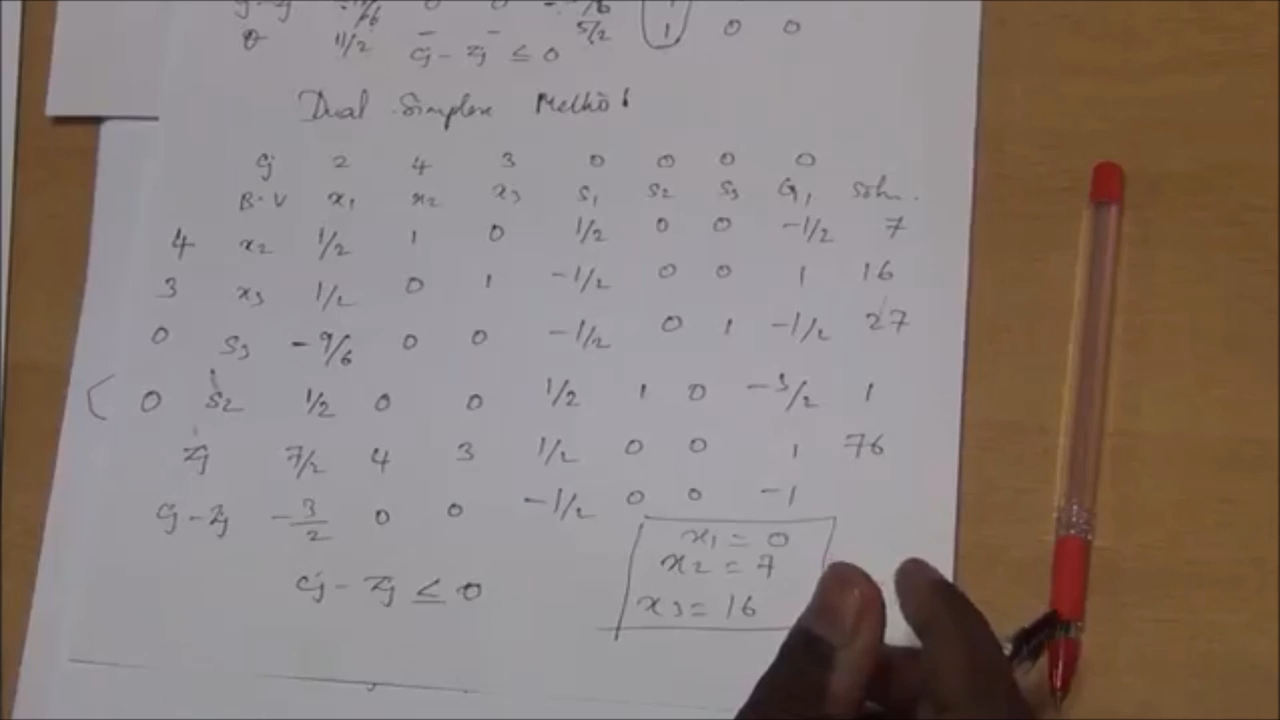 θ 11/2 - - 5/2 1 0 0
Cj - Zj ≤ 0
Dual Simplex Method
Cj 2 4 3 0 0 0 0
B.V x1 x2 x3 S1 S2 S3 G1 Soln.
4 x2 1/2 1 0 1/2 0 0 -1/2 7
3 x3 1/2 0 1 -1/2 0 0 1 16
0 S3 -9/6 0 0 -1/2 0 1 -1/2 27
0 S2 1/2 0 0 1/2 1 0 -3/2 1
Zj 7/2 4 3 1/2 0 0 1 76
Cj - Zj -3/2 0 0 -1/2 0 0 -1
x1 = 0
x2 = 7
Cj - Zj ≤ 0
x3 = 16